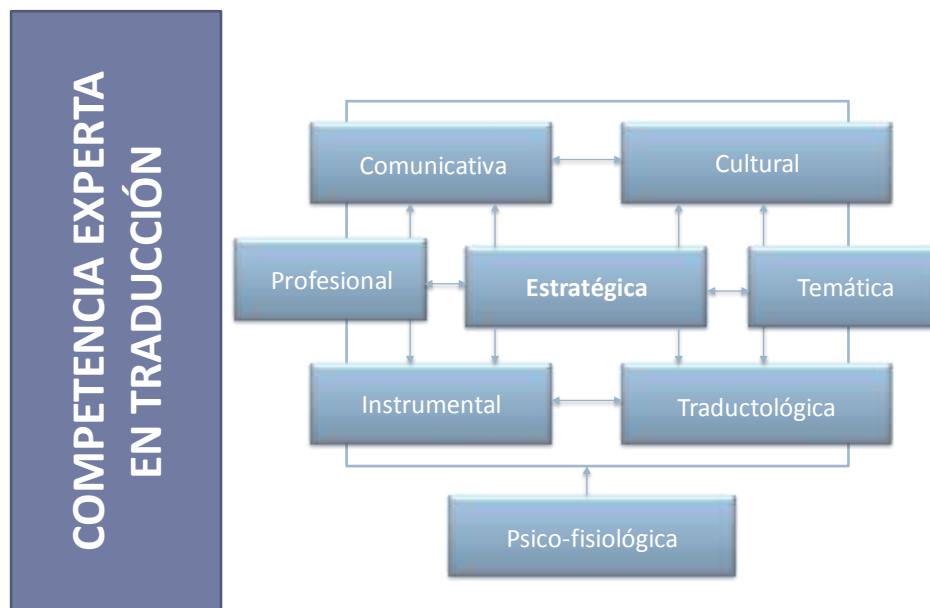 COMPETENCIA EXPERTA
EN TRADUCCIÓN
Comunicativa
Cultural
Profesional
Estratégica
Temática
Instrumental
Traductológica
Psico-fisiológica